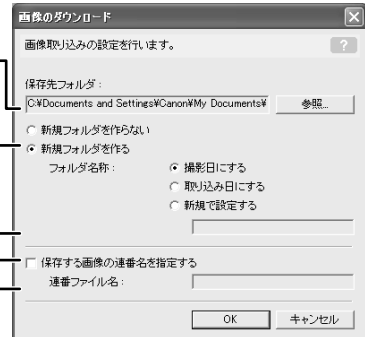 画像のダウンロード
画像取り込みの設定を行います。
?
保存先フォルダ：
C:¥Documents and Settings¥Canon¥My Documents¥ 参照...
新規フォルダを作らない
新規フォルダを作る
フォルダ名称： 撮影日にする
取り込み日にする
新規で設定する
保存する画像の連番名を指定する
連番ファイル名：
OK キャンセル